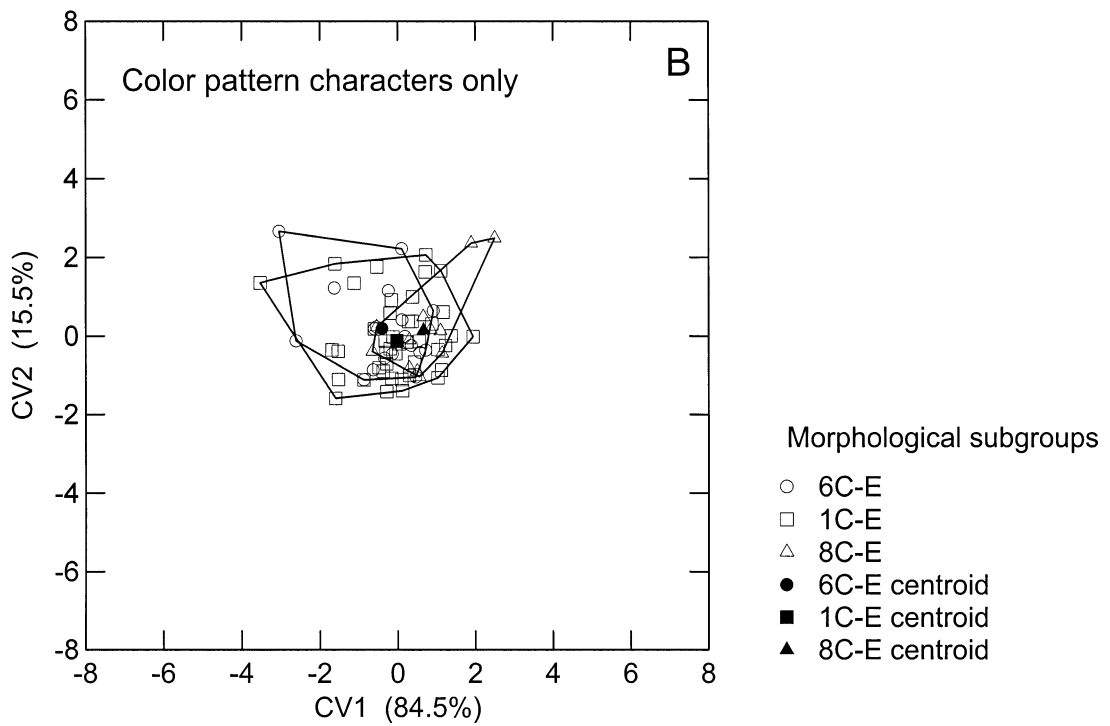 B
Color pattern characters only
8
6
4
2
0
-2
-4
-6
-8
CV2 (15.5%)
-8 -6 -4 -2 0 2 4 6 8
CV1 (84.5%)
Morphological subgroups
6C-E
1C-E
8C-E
6C-E centroid
1C-E centroid
8C-E centroid